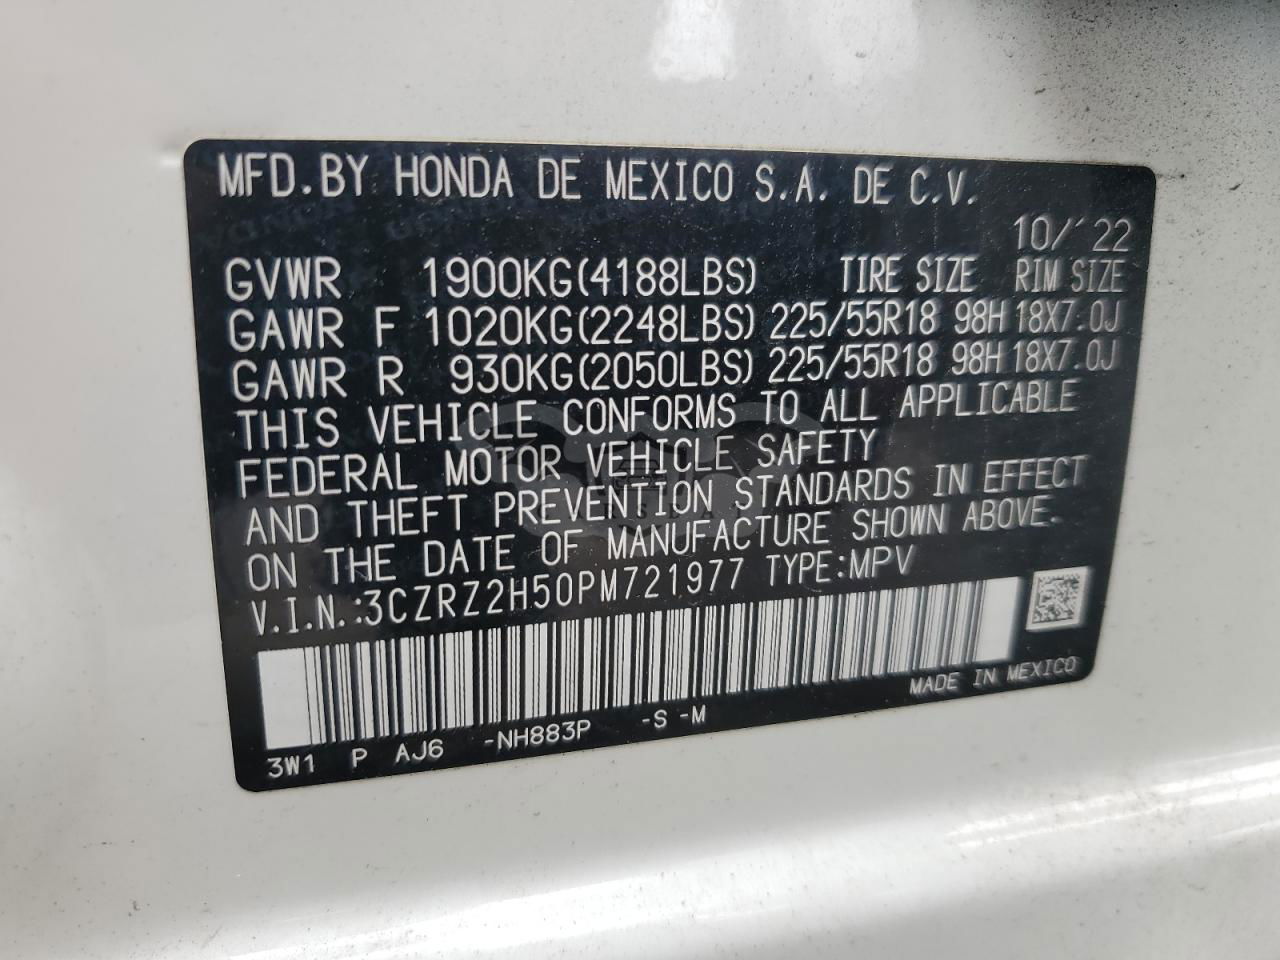 MFD.BY HONDA DE MEXICO S.A. DE C.V.
10/'22
GVWR 1900KG(4188LBS) TIRE SIZE RIM SIZE
GAWR F 1020KG(2248LBS) 225/55R18 98H 18X7.0J
GAWR R 930KG(2050LBS) 225/55R18 98H 18X7.0J
THIS VEHICLE CONFORMS TO ALL APPLICABLE
FEDERAL MOTOR VEHICLE SAFETY
AND THEFT PREVENTION STANDARDS IN EFFECT
ON THE DATE OF MANUFACTURE SHOWN ABOVE.
V.I.N.:3CZRZ2H50PM721977 TYPE:MPV
MADE IN MEXICO
3W1 P AJ6 -NH883P -S -M